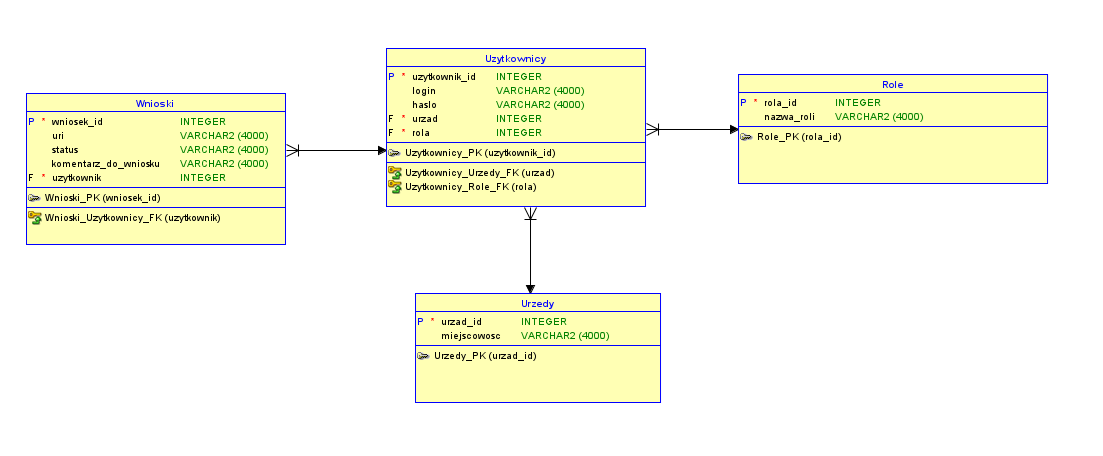 Wnioski
P * wniosek_id INTEGER
uri VARCHAR2 (4000)
status VARCHAR2 (4000)
komentarz_do_wniosku VARCHAR2 (4000)
F * uzytkownik INTEGER
Wnioski_PK (wniosek_id)
Wnioski_Uzytkownicy_FK (uzytkownik)
Uzytkownicy
P * uzytkownik_id INTEGER
login VARCHAR2 (4000)
haslo VARCHAR2 (4000)
F * urzad INTEGER
F * rola INTEGER
Uzytkownicy_PK (uzytkownik_id)
Uzytkownicy_Urzedy_FK (urzad)
Uzytkownicy_Role_FK (rola)
Role
P * rola_id INTEGER
nazwa_roli VARCHAR2 (4000)
Role_PK (rola_id)
Urzedy
P * urzad_id INTEGER
miejscowosc VARCHAR2 (4000)
Urzedy_PK (urzad_id)